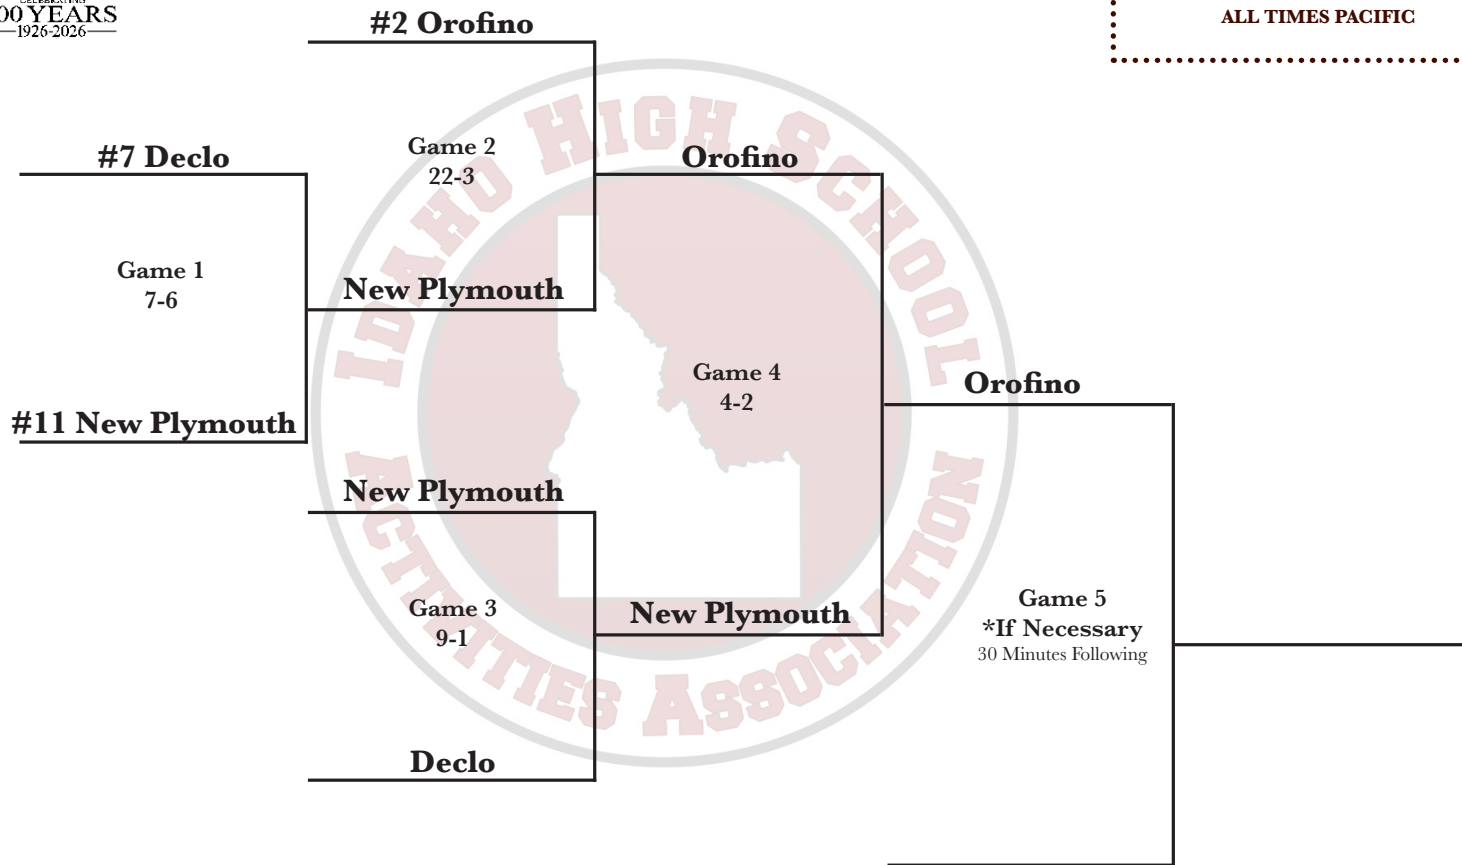 00 YEARS
1926-2026
ALL TIMES PACIFIC
#2 Orofino
#7 Declo
Game 2
22-3
Orofino
Game 1
7-6
New Plymouth
Game 4
4-2
Orofino
#11 New Plymouth
New Plymouth
Game 3
9-1
New Plymouth
Game 5
*If Necessary
30 Minutes Following
Declo
IDAHO HIGH SCHOOL
ACTIVITIES ASSOCIATION